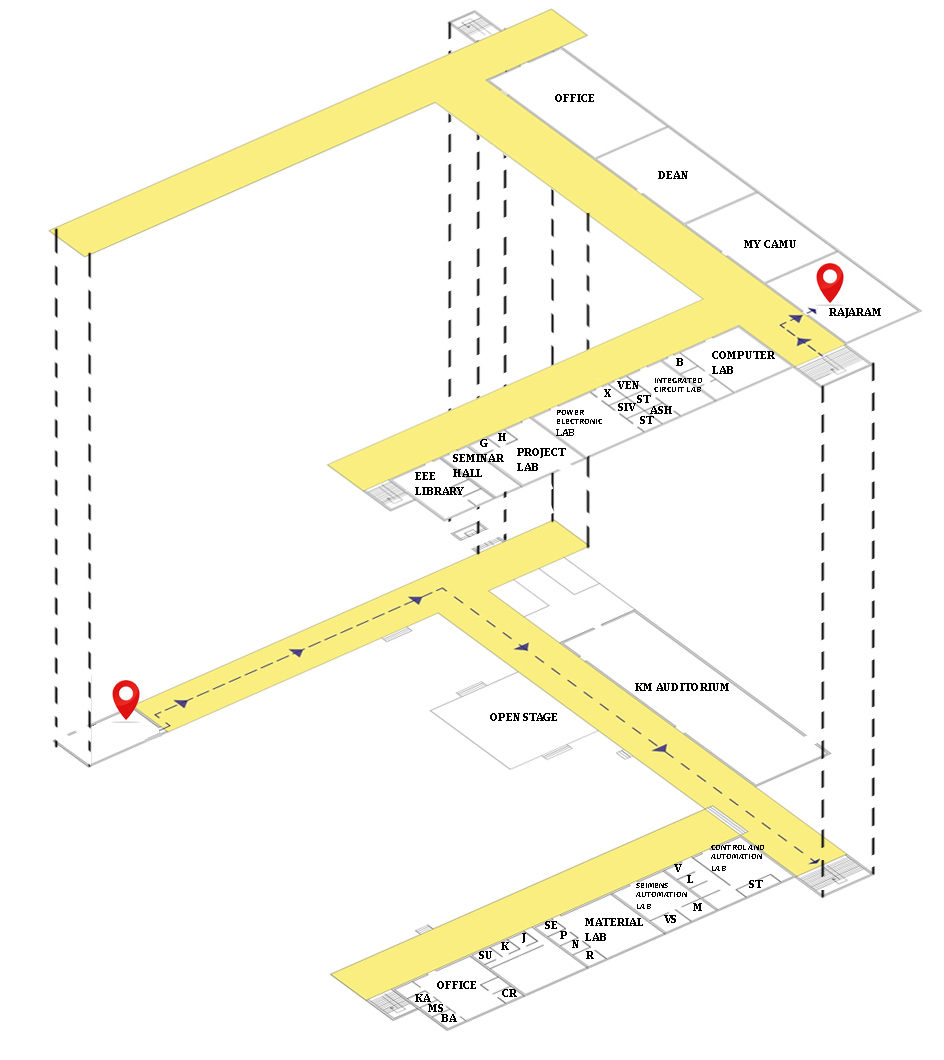 OFFICE
DEAN
MY CAMU
RAJARAM
COMPUTER
LAB
B
INTEGRATED
CIRCUIT LAB
VEN
X
ST
SIV
ASH
ST
POWER
ELECTRONIC
LAB
H
G
PROJECT
LAB
SEMINAR
HALL
EEE
LIBRARY
KM AUDITORIUM
OPEN STAGE
CONTROL AND
AUTOMATION
LAB
V
L
ST
SEIMENS
AUTOMATION
LAB
M
VS
MATERIAL
LAB
SE
P
N
R
J
K
SU
OFFICE
CR
KA
MS
BA